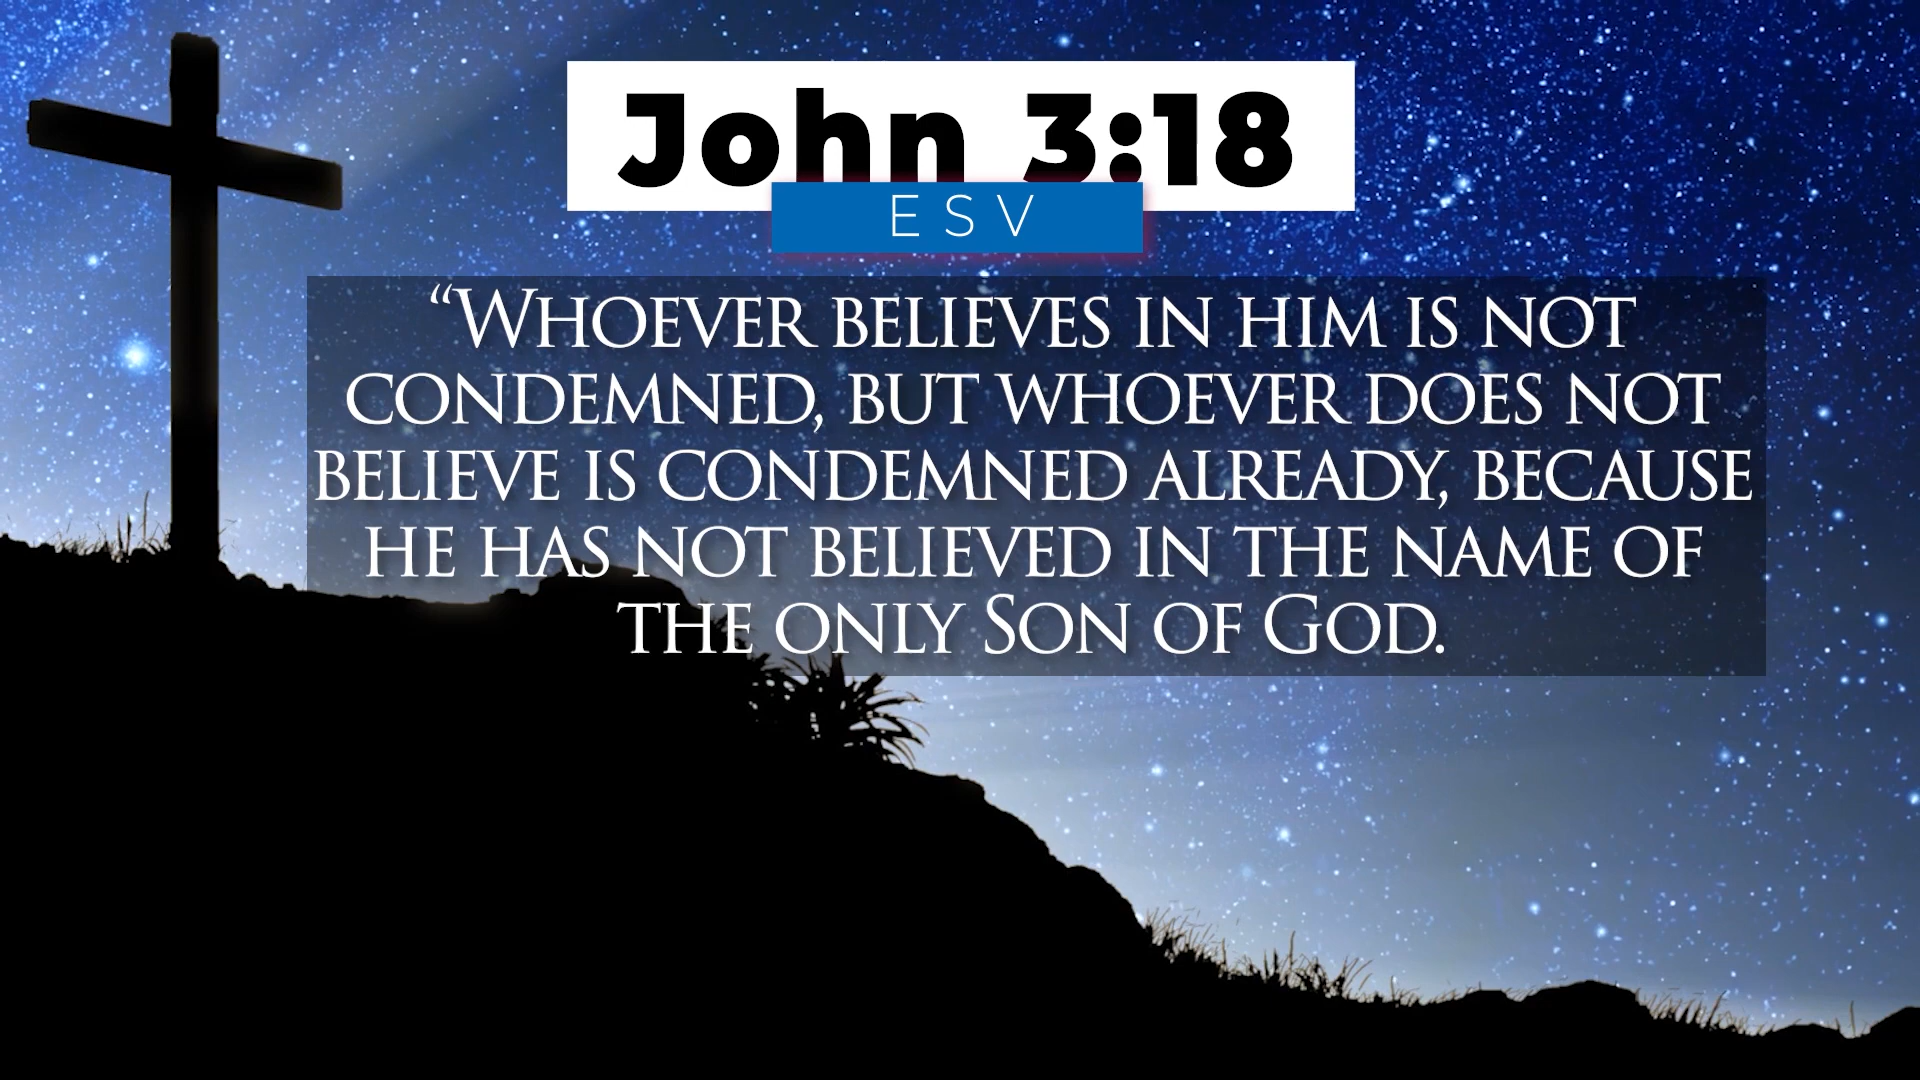 John 3:18
ESV
“Whoever believes in him is not
condemned, but whoever does not
believe is condemned already, because
he has not believed in the name of
the only Son of God.